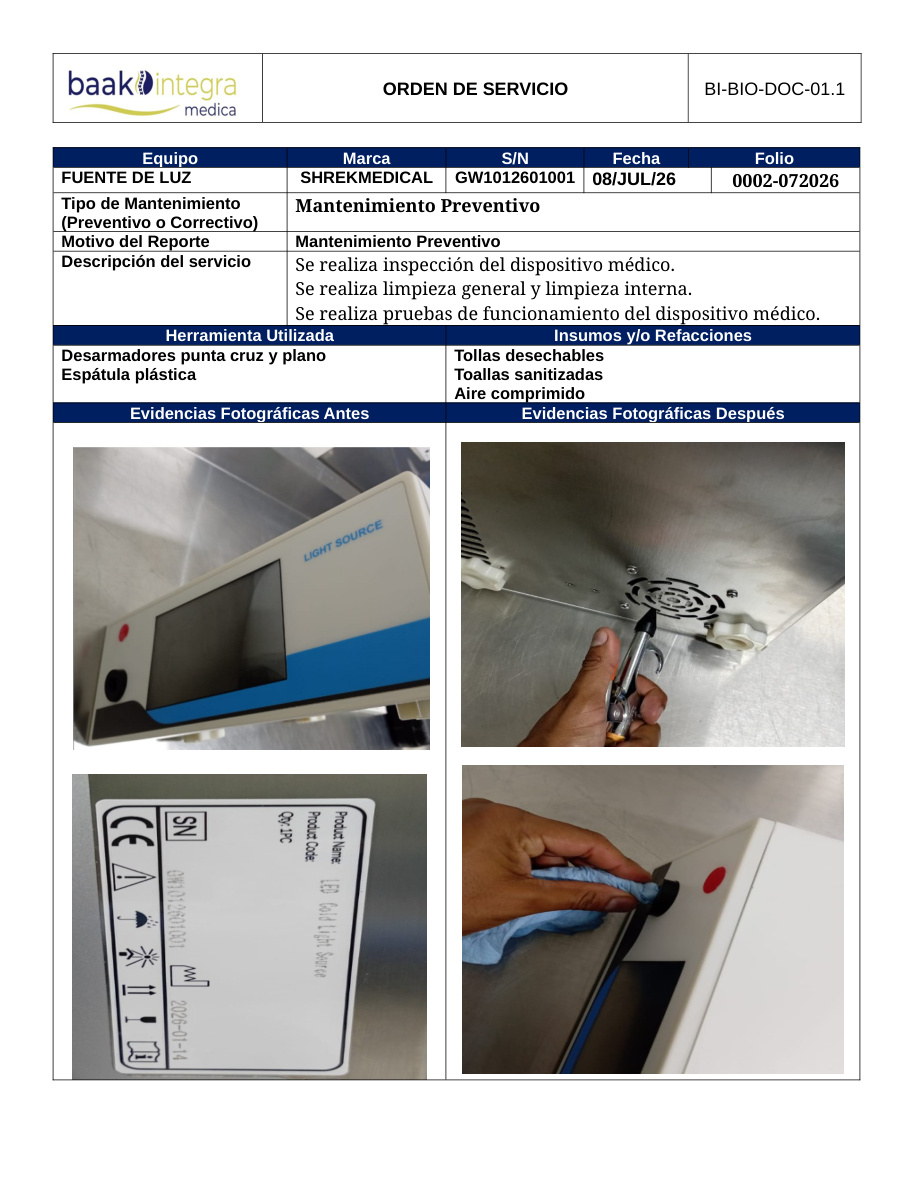 baak integra
medica
ORDEN DE SERVICIO
BI-BIO-DOC-01.1
Equipo Marca S/N Fecha Folio
FUENTE DE LUZ SHREKMEDICAL GW1012601001 08/JUL/26 0002-072026
Tipo de Mantenimiento
(Preventivo o Correctivo)
Mantenimiento Preventivo
Motivo del Reporte Mantenimiento Preventivo
Descripción del servicio
Se realiza inspección del dispositivo médico.
Se realiza limpieza general y limpieza interna.
Se realiza pruebas de funcionamiento del dispositivo médico.
Herramienta Utilizada Insumos y/o Refacciones
Desarmadores punta cruz y plano
Espátula plástica
Tollas desechables
Toallas sanitizadas
Aire comprimido
Evidencias Fotográficas Antes Evidencias Fotográficas Después
LIGHT SOURCE
Product Name: LED Cold Light Source
Product Code:
Qty: 1PC
SN GW1012601001 2026-01-14
CE